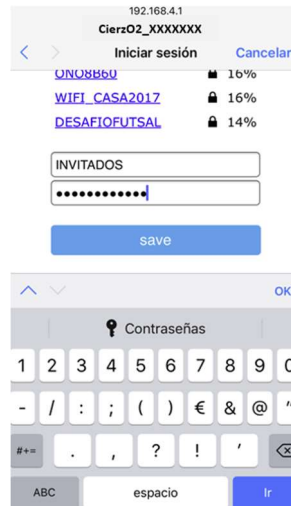 192.168.4.1
CierzO2_XXXXXXX
Iniciar sesión Cancelar
ONO8B60 16%
WIFI_CASA2017 16%
DESAFIOFUTSAL 14%
INVITADOS
••••••••••••
save
OK
Contraseñas
1 2 3 4 5 6 7 8 9 0
- / : ; ( ) € & @ "
#+= . , ? ! '
ABC espacio Ir